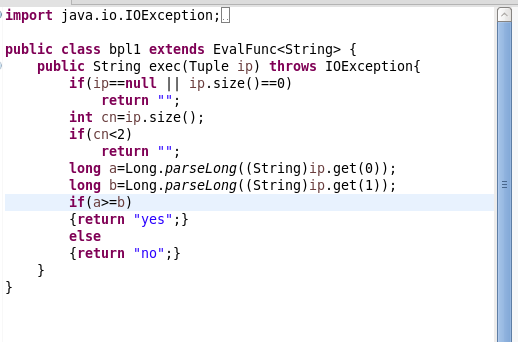 import java.io.IOException;

public class bpl1 extends EvalFunc<String> {
    public String exec(Tuple ip) throws IOException{
        if(ip==null || ip.size()==0)
            return "";
        int cn=ip.size();
        if(cn<2)
            return "";
        long a=Long.parseLong((String)ip.get(0));
        long b=Long.parseLong((String)ip.get(1));
        if(a>=b)
        {return "yes";}
        else
        {return "no";}
    }
}